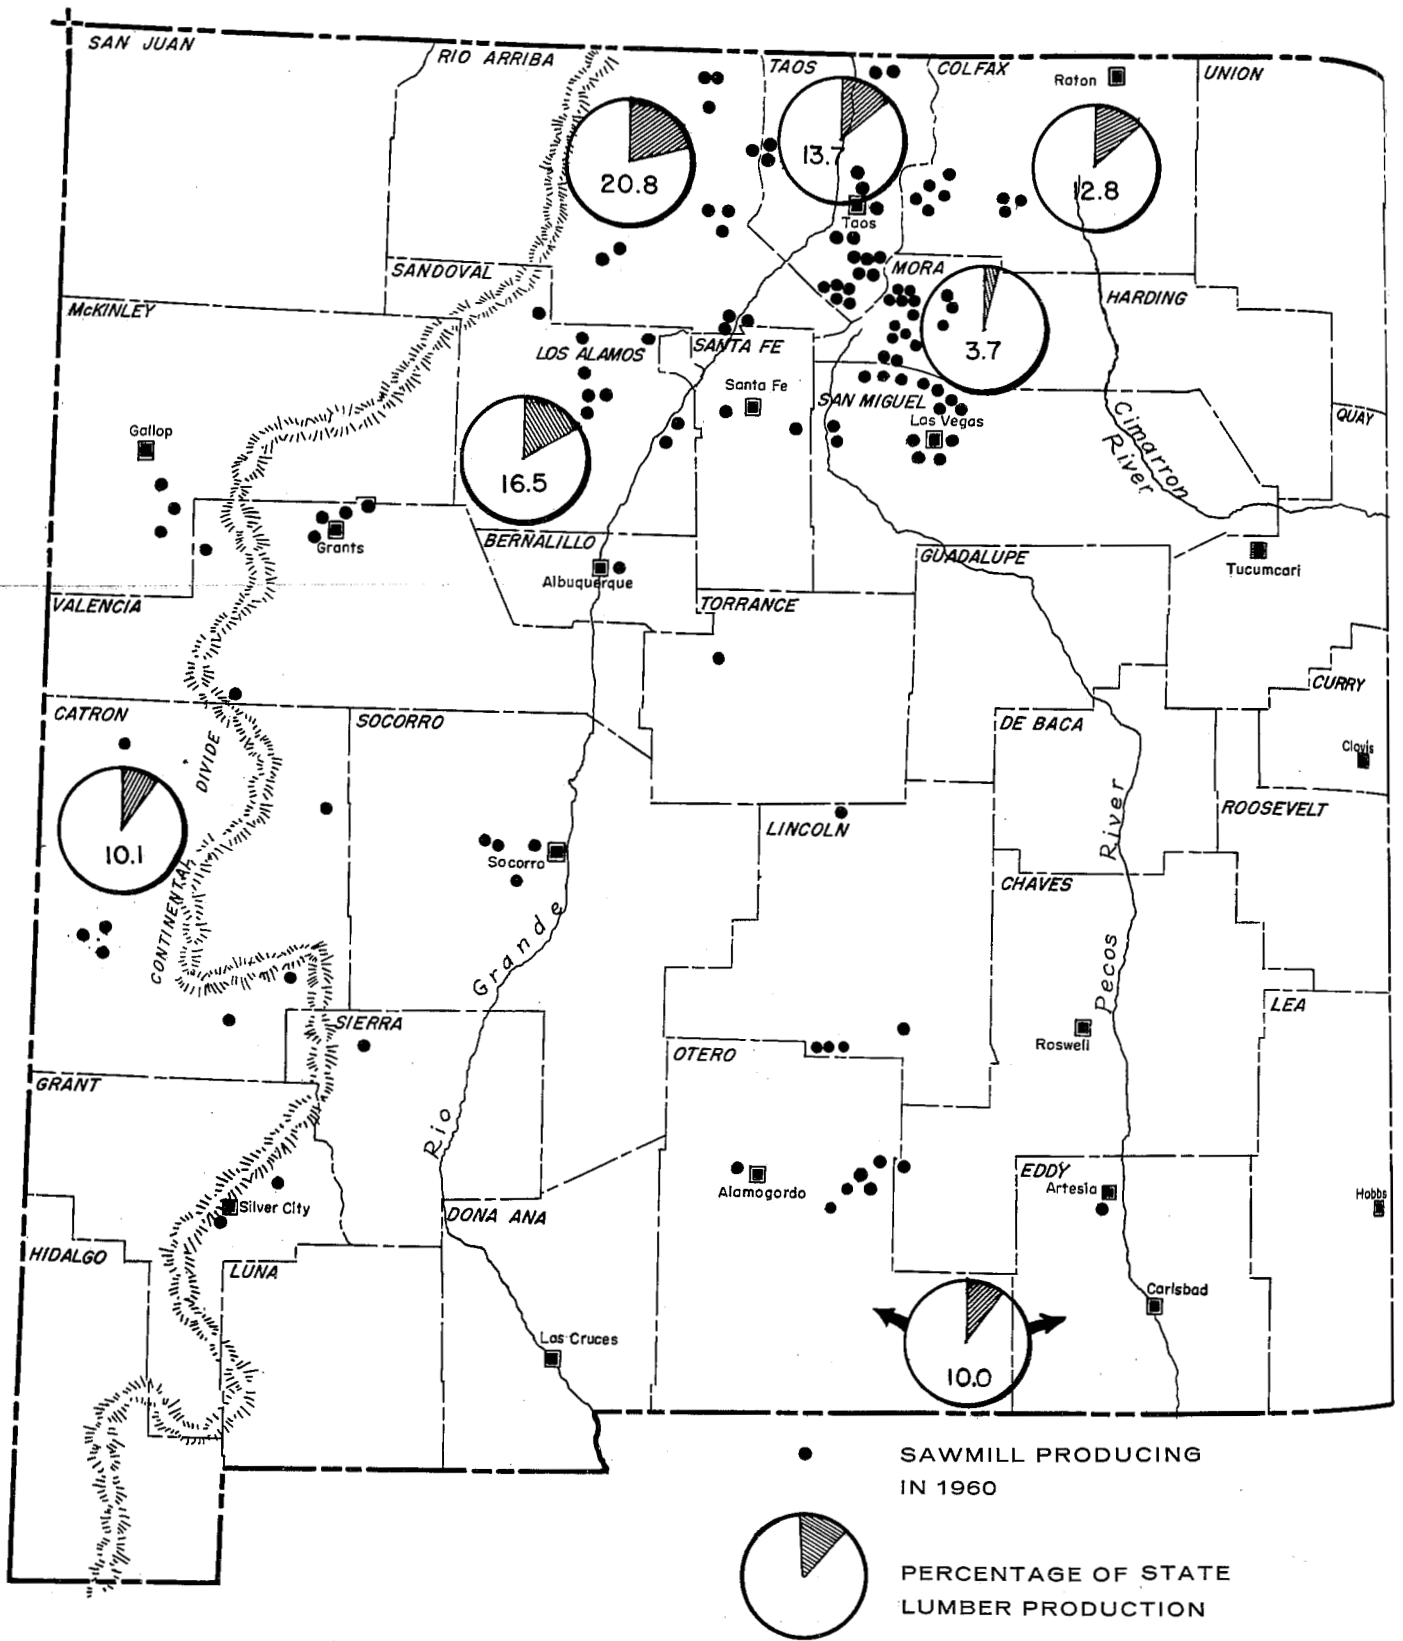 SAN JUAN
RIO ARRIBA
TAOS
COLFAX
UNION
Raton
20.8
13.7
12.8
Taos
SANDOVAL
MORA
HARDING
McKINLEY
LOS ALAMOS
SANTA FE
3.7
Santa Fe
SAN MIGUEL
Las Vegas
QUAY
Gallop
Cimarron
River
16.5
Grants
BERNALILLO
Albuquerque
GUADALUPE
Tucumcari
VALENCIA
TORRANCE
CURRY
CATRON
SOCORRO
DE BACA
Clovis
DIVIDE
CONTINENTAL
10.1
LINCOLN
ROOSEVELT
Socorro
CHAVES
Rio Grande
Pecos River
LEA
SIERRA
Roswell
OTERO
GRANT
Silver City
Alamogordo
EDDY
Artesia
Hobbs
DONA ANA
HIDALGO
LUNA
Carlsbad
Las Cruces
10.0
SAWMILL PRODUCING
IN 1960
PERCENTAGE OF STATE
LUMBER PRODUCTION